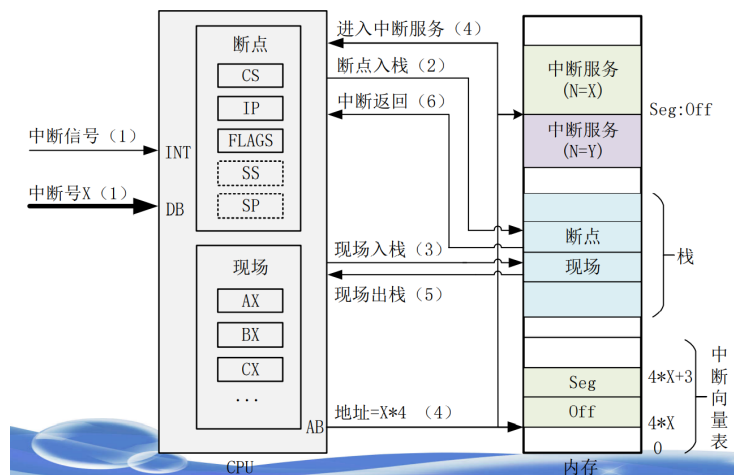 中断信号（1）
中断号X（1）
INT
DB
断点
CS
IP
FLAGS
SS
SP
现场
AX
BX
CX
...
AB
CPU
进入中断服务（4）
断点入栈（2）
中断返回（6）
现场入栈（3）
现场出栈（5）
地址=X*4 （4）
中断服务
(N=X)
中断服务
(N=Y)
Seg:Off
断点
现场
栈
Seg
Off
4*X+3
4*X
0
中断向量表
内存